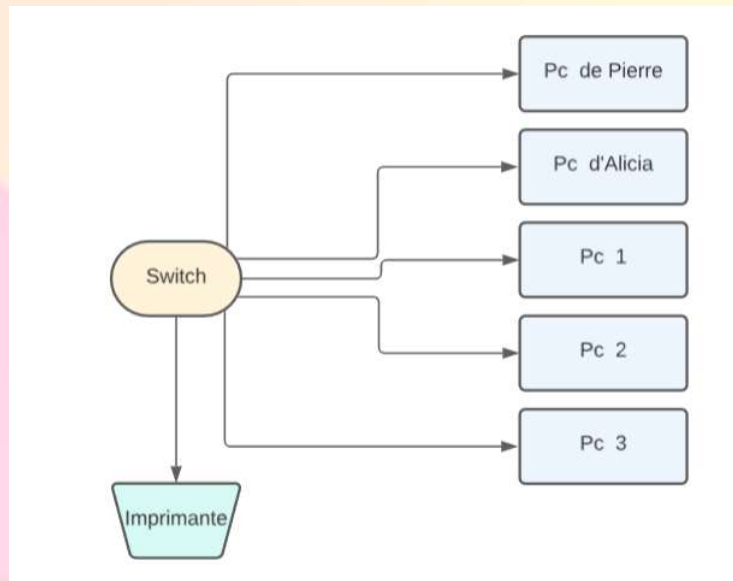 Pc de Pierre
Pc d'Alicia
Switch
Pc 1
Pc 2
Pc 3
Imprimante